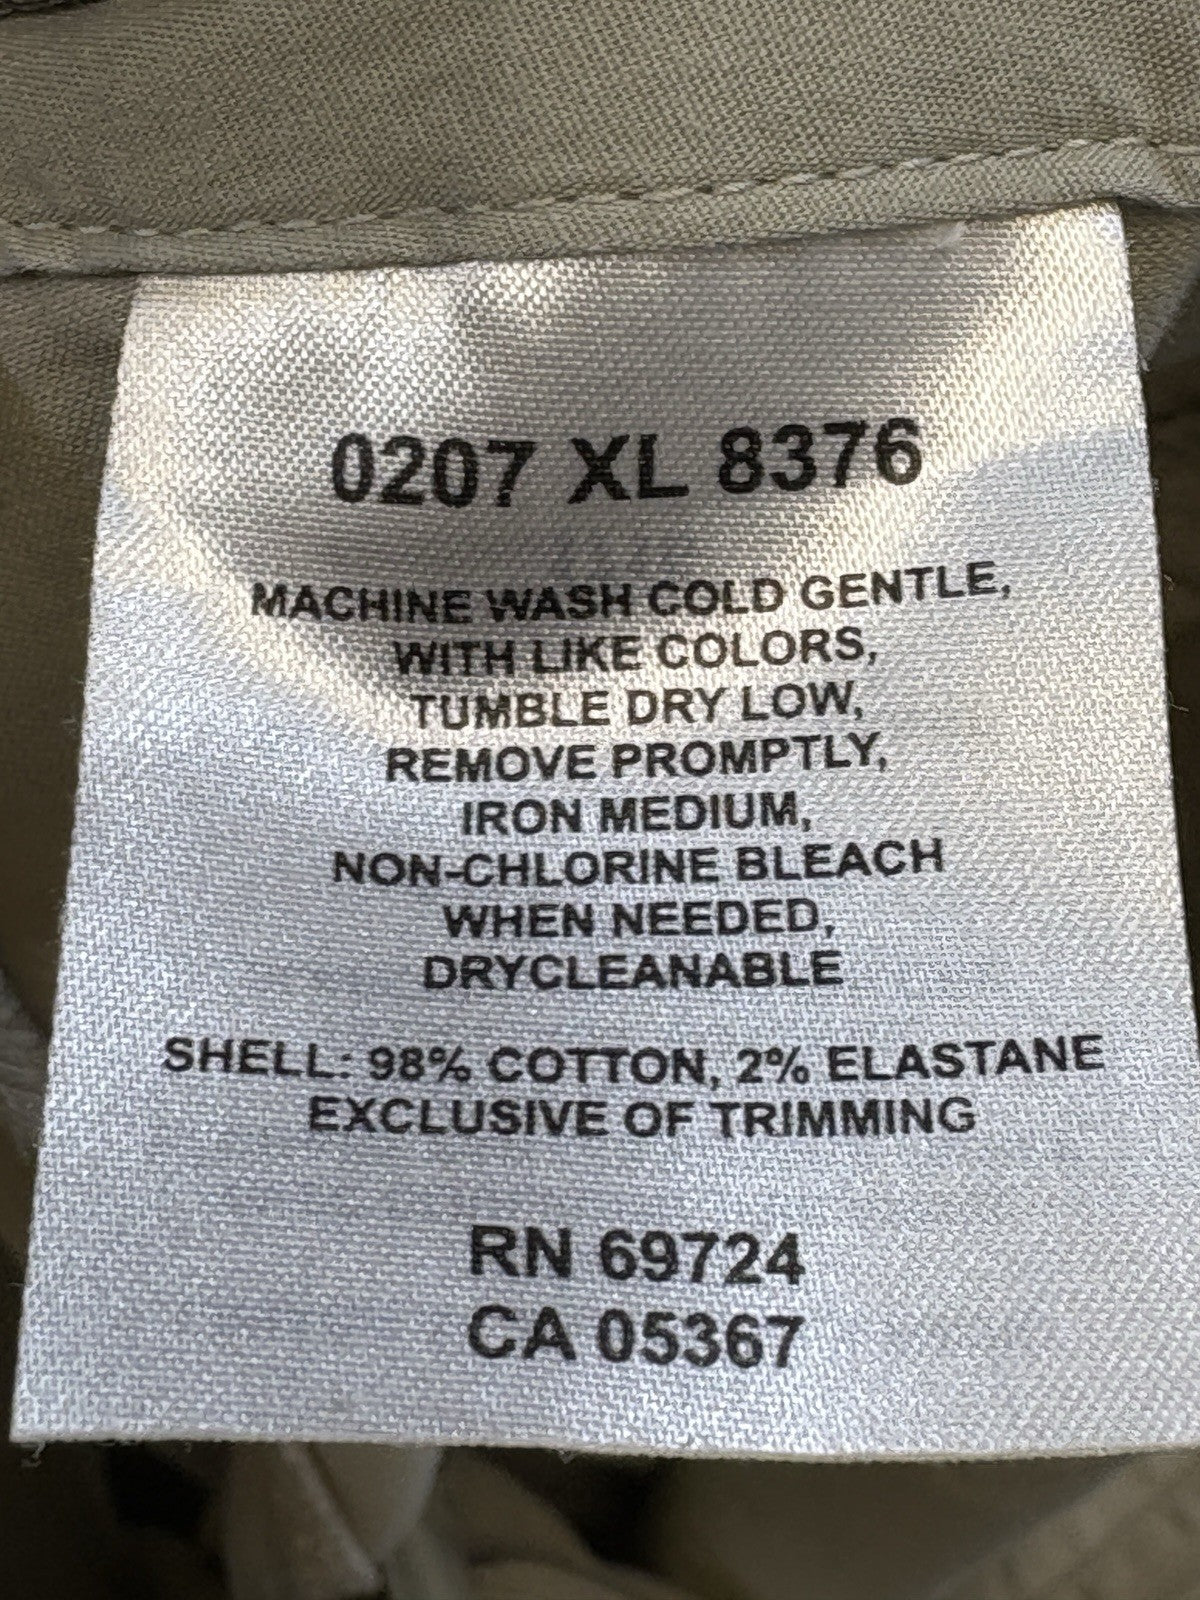 0207 XL 8376
MACHINE WASH COLD GENTLE,
WITH LIKE COLORS,
TUMBLE DRY LOW,
REMOVE PROMPTLY,
IRON MEDIUM,
NON-CHLORINE BLEACH
WHEN NEEDED,
DRYCLEANABLE
SHELL: 98% COTTON, 2% ELASTANE
EXCLUSIVE OF TRIMMING
RN 69724
CA 05367